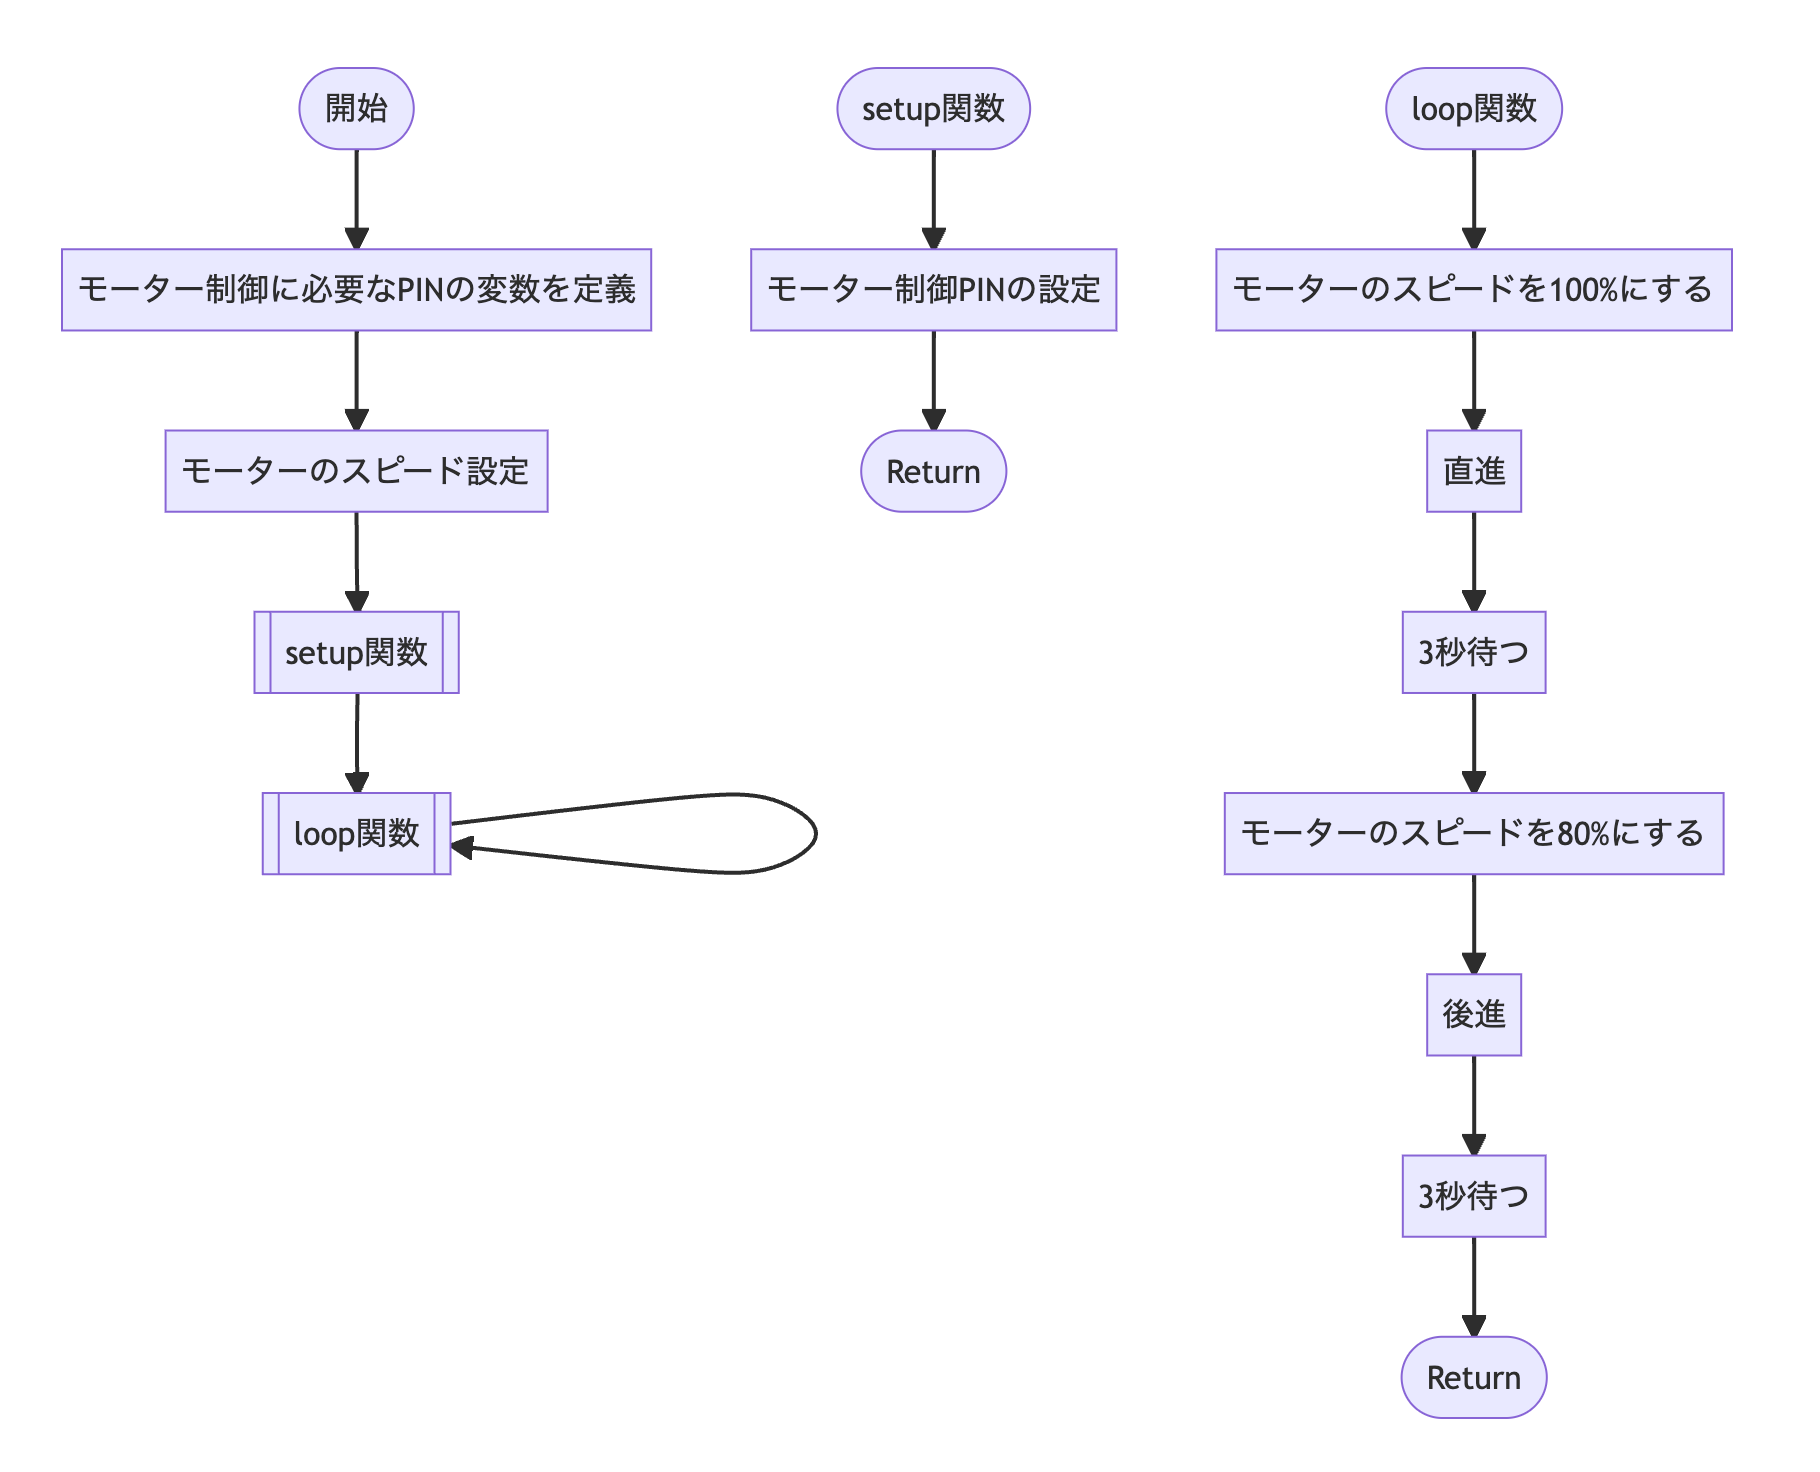 開始
モーター制御に必要なPINの変数を定義
モーターのスピード設定
setup関数
loop関数
setup関数
モーター制御PINの設定
Return
loop関数
モーターのスピードを100%にする
直進
3秒待つ
モーターのスピードを80%にする
後進
3秒待つ
Return